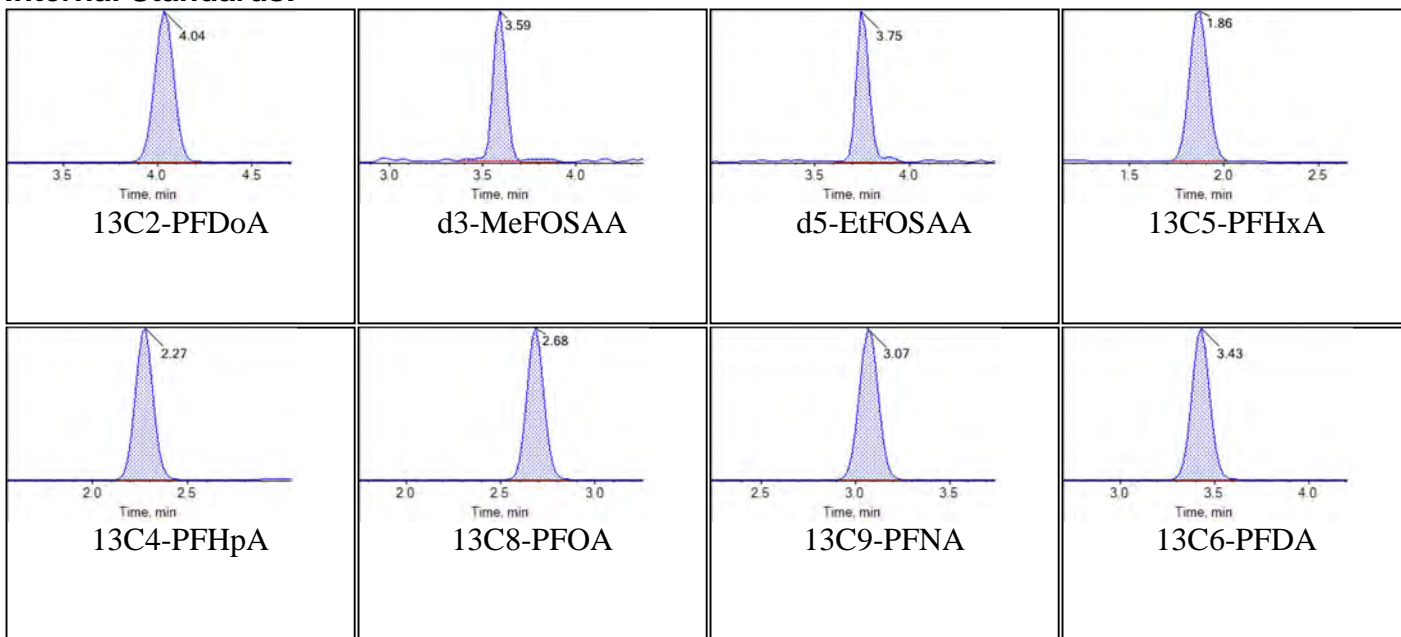 Internal Standards:
4.04
3.5 4.0 4.5
Time, min
13C2-PFDoA
3.59
3.0 3.5 4.0
Time, min
d3-MeFOSAA
3.75
3.5 4.0
Time, min
d5-EtFOSAA
1.86
1.5 2.0 2.5
Time, min
13C5-PFHxA
2.27
2.0 2.5
Time, min
13C4-PFHpA
2.68
2.0 2.5 3.0
Time, min
13C8-PFOA
3.07
2.5 3.0 3.5
Time, min
13C9-PFNA
3.43
3.0 3.5 4.0
Time, min
13C6-PFDA